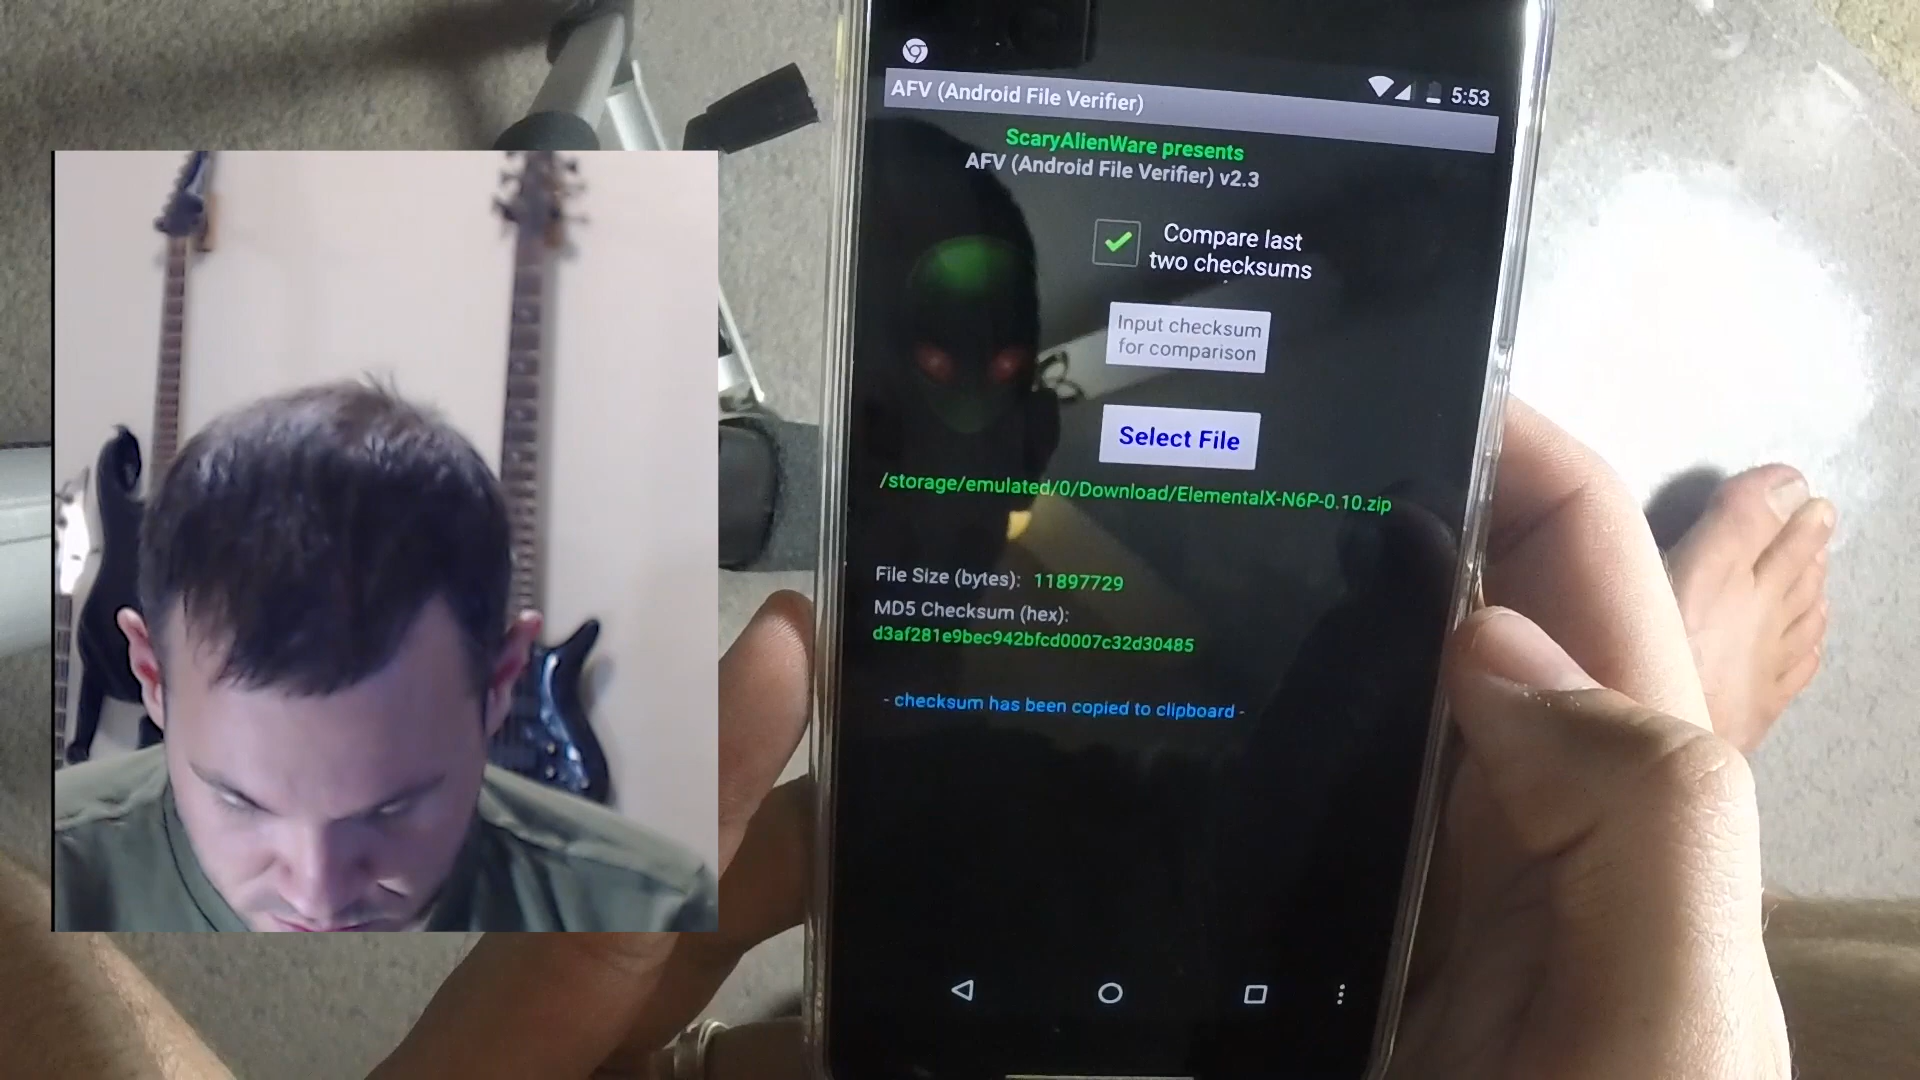 5:53
AFV (Android File Verifier)
ScaryAlienWare presents
AFV (Android File Verifier) v2.3
Compare last
two checksums
Input checksum
for comparison
Select File
/storage/emulated/0/Download/ElementalX-N6P-0.10.zip
File Size (bytes): 11897729
MD5 Checksum (hex):
d3af281e9bec942bfcd0007c32d30485
- checksum has been copied to clipboard -